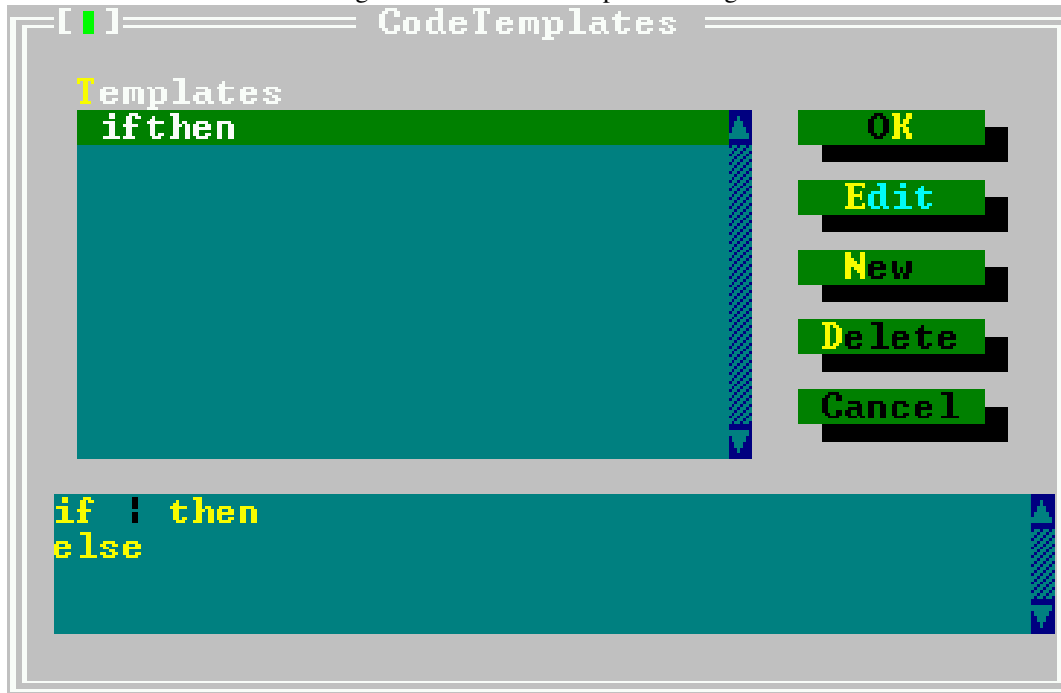 [ ] CodeTemplates
Templates
ifthen
OK
Edit
New
Delete
Cancel
if | then
else